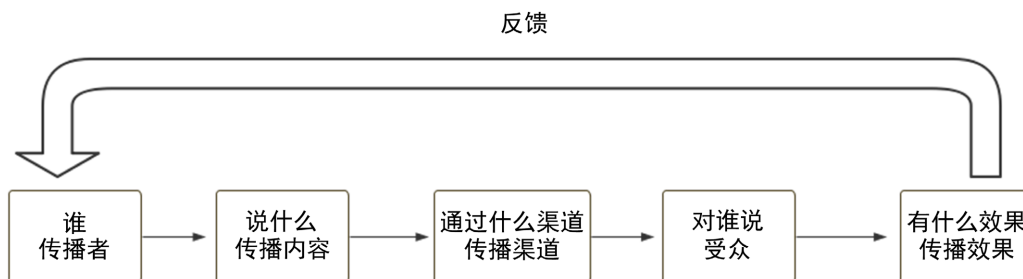 反馈
谁
传播者
说什么
传播内容
通过什么渠道
传播渠道
对谁说
受众
有什么效果
传播效果